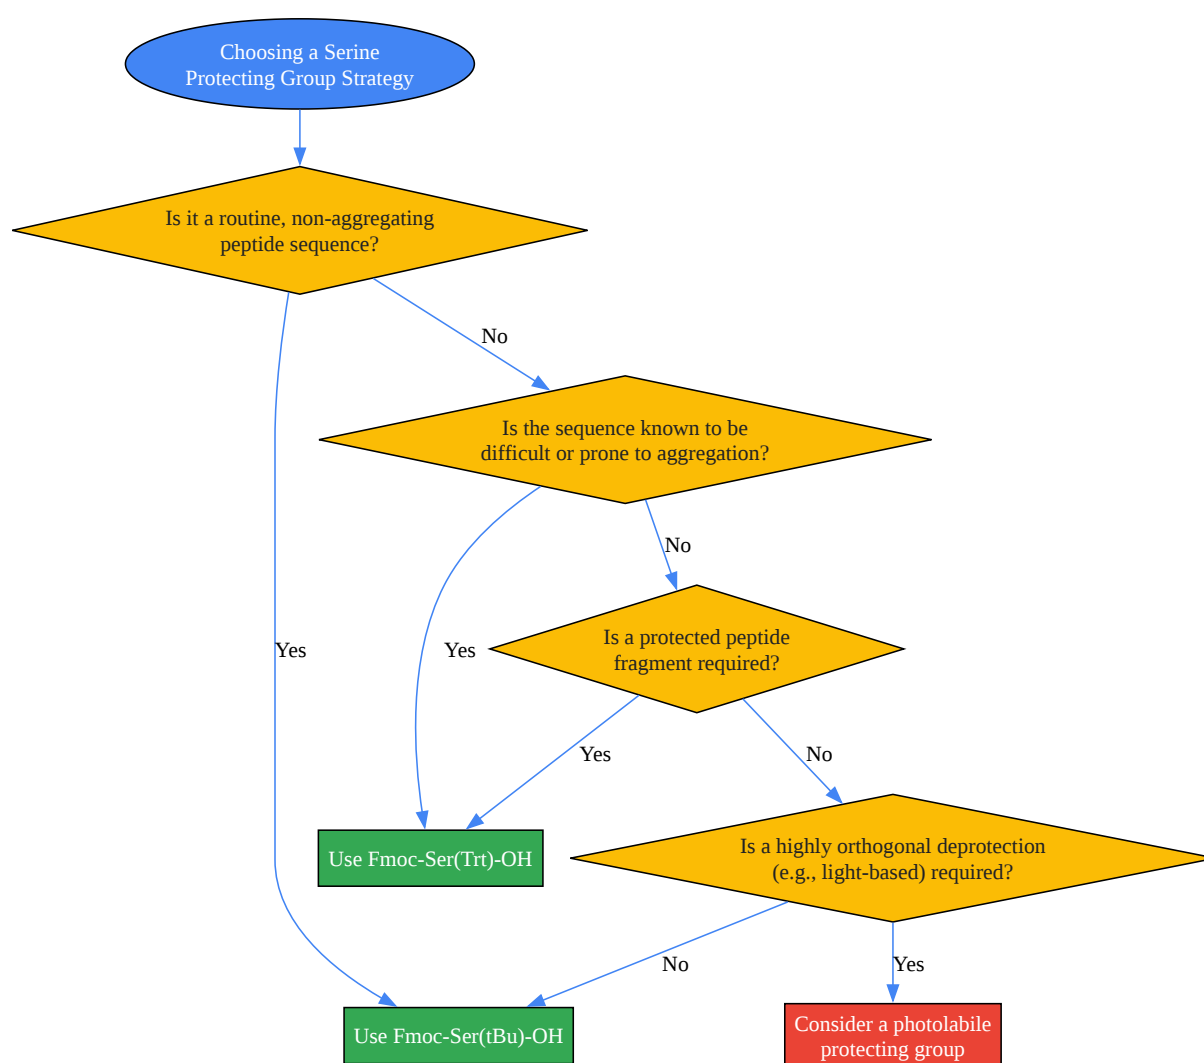 Choosing a Serine
Protecting Group Strategy
Is it a routine, non-aggregating
peptide sequence?
No
Is the sequence known to be
difficult or prone to aggregation?
No
Yes
Yes
Is a protected peptide
fragment required?
Yes
No
Use Fmoc-Ser(Trt)-OH
Is a highly orthogonal deprotection
(e.g., light-based) required?
No
Yes
Use Fmoc-Ser(tBu)-OH
Consider a photolabile
protecting group